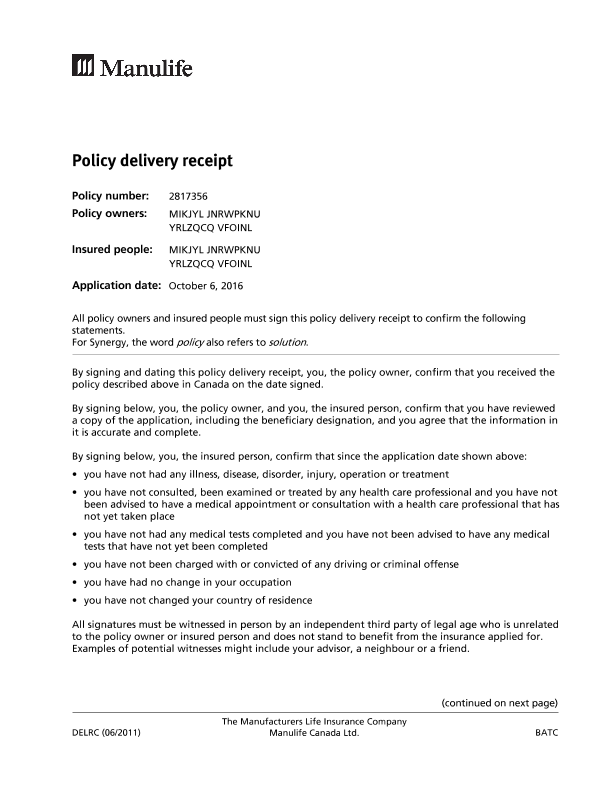 Manulife
Policy delivery receipt
Policy number: 2817356
Policy owners: MIKJYL JNRWPKNU
YRLZQCQ VFOINL
Insured people: MIKJYL JNRWPKNU
YRLZQCQ VFOINL
Application date: October 6, 2016
All policy owners and insured people must sign this policy delivery receipt to confirm the following
statements.
For Synergy, the word policy also refers to solution.
By signing and dating this policy delivery receipt, you, the policy owner, confirm that you received the
policy described above in Canada on the date signed.
By signing below, you, the policy owner, and you, the insured person, confirm that you have reviewed
a copy of the application, including the beneficiary designation, and you agree that the information in
it is accurate and complete.
By signing below, you, the insured person, confirm that since the application date shown above:
• you have not had any illness, disease, disorder, injury, operation or treatment
• you have not consulted, been examined or treated by any health care professional and you have not
been advised to have a medical appointment or consultation with a health care professional that has
not yet taken place
• you have not had any medical tests completed and you have not been advised to have any medical
tests that have not yet been completed
• you have not been charged with or convicted of any driving or criminal offense
• you have had no change in your occupation
• you have not changed your country of residence
All signatures must be witnessed in person by an independent third party of legal age who is unrelated
to the policy owner or insured person and does not stand to benefit from the insurance applied for.
Examples of potential witnesses might include your advisor, a neighbour or a friend.
(continued on next page)
The Manufacturers Life Insurance Company
DELRC (06/2011) Manulife Canada Ltd. BATC